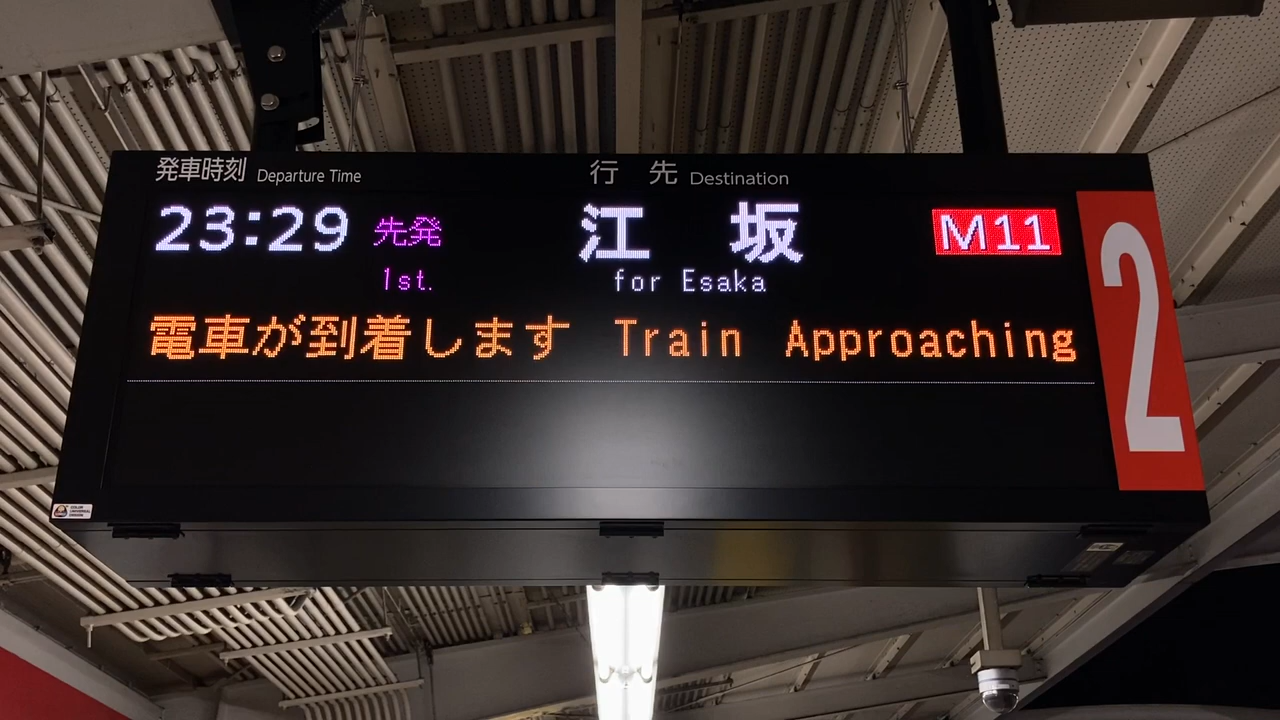 発車時刻 Departure Time 行先 Destination
23:29 先発 江坂 M11
1st. for Esaka
電車が到着します Train Approaching
2